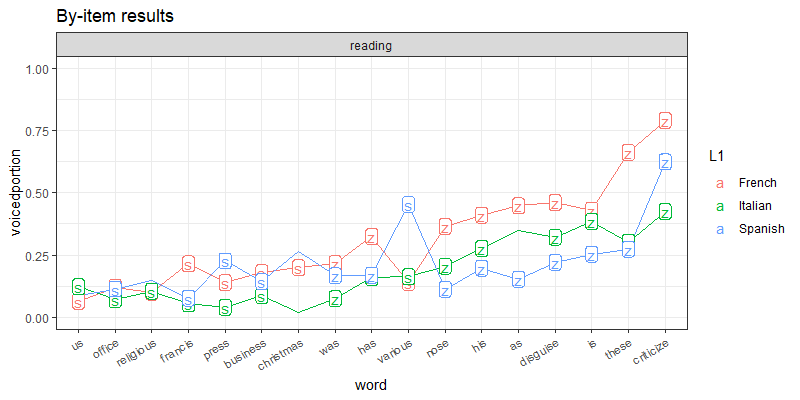 By-item results
reading
1.00
0.75
0.50
0.25
0.00
voicedportion
us
office
religious
francis
press
business
christmas
was
has
various
nose
his
as
disguise
is
these
criticize
word
L1
a French
a Italian
a Spanish